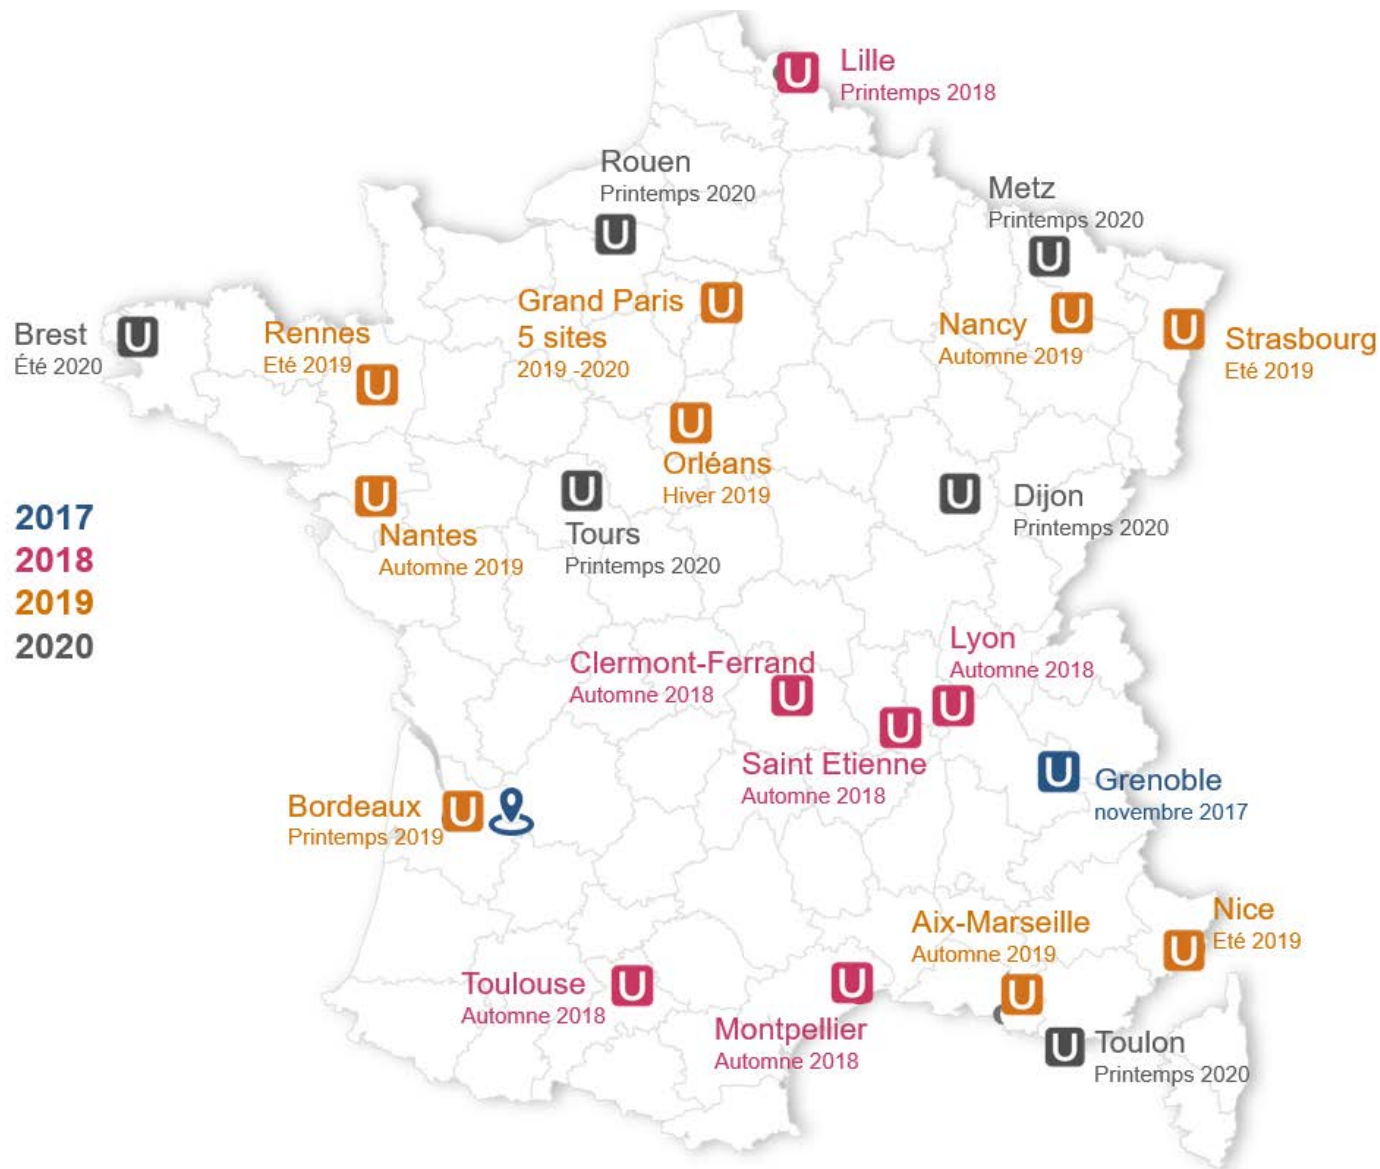 Lille
Printemps 2018
Rouen
Printemps 2020
Metz
Printemps 2020
U
U
U
Grand Paris
5 sites
2019 -2020
U
Nancy
Automne 2019
U
U
Strasbourg
Eté 2019
Brest
Été 2020
U
Rennes
Eté 2019
U
U
Orléans
Hiver 2019
U
Nantes
Automne 2019
U
Tours
Printemps 2020
U
Dijon
Printemps 2020
2017
2018
2019
2020
Clermont-Ferrand
Automne 2018
U
Lyon
Automne 2018
U
U
Saint Etienne
Automne 2018
U
Grenoble
novembre 2017
Bordeaux
Printemps 2019
U
Aix-Marseille
Automne 2019
U
Nice
Eté 2019
U
Toulouse
Automne 2018
U
U
Montpellier
Automne 2018
U
Toulon
Printemps 2020